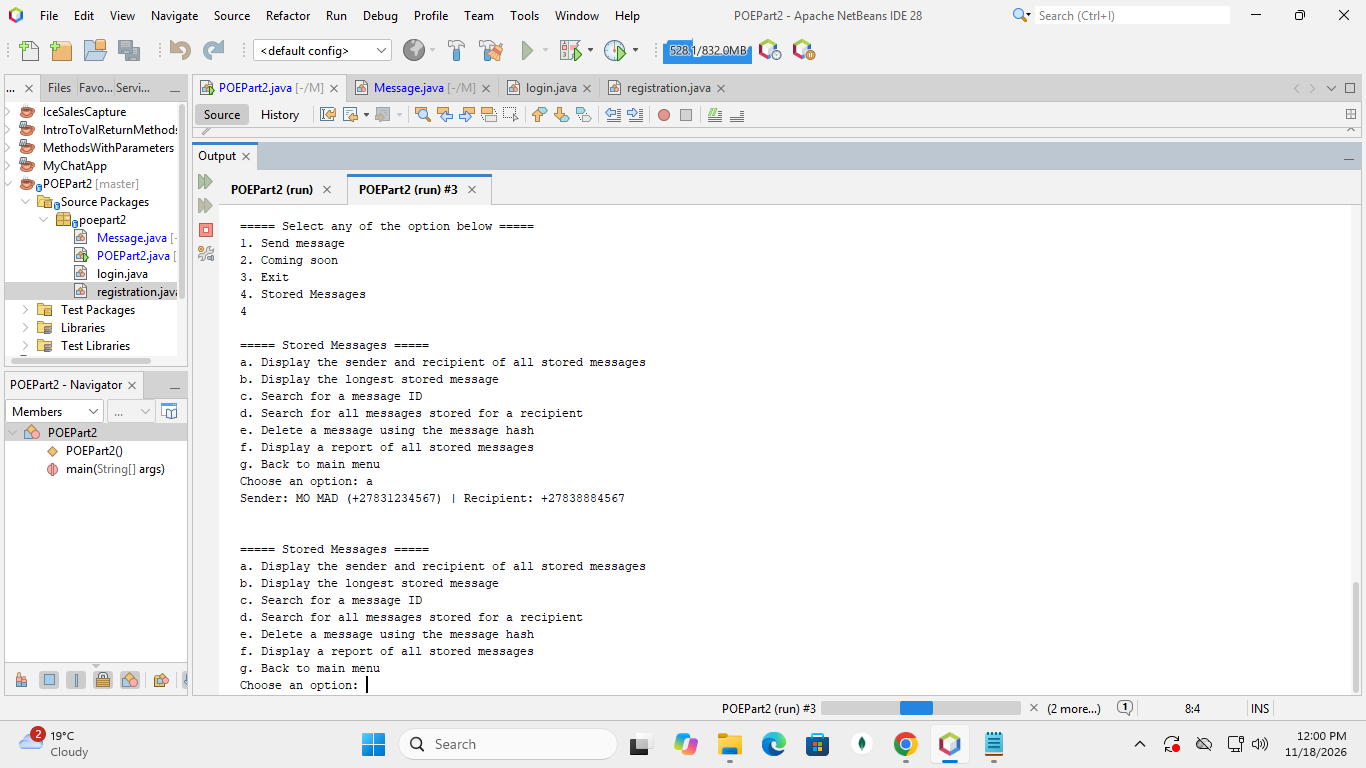 File Edit View Navigate Source Refactor Run Debug Profile Team Tools Window Help
POEPart2 - Apache NetBeans IDE 28
Search (Ctrl+I)
<default config>
528.1/832.0MB
... Files Favo... Servi...
POEPart2.java [-/M] Message.java [-/M] login.java registration.java
Source History
IceSalesCapture
IntroToValReturnMethods
MethodsWithParameters
MyChatApp
POEPart2 [master]
Source Packages
poepart2
Message.java [-
POEPart2.java [
login.java
registration.java
Test Packages
Libraries
Test Libraries
POEPart2 - Navigator
Members ...
POEPart2
POEPart2()
main(String[] args)
Output
POEPart2 (run) POEPart2 (run) #3
===== Select any of the option below =====
1. Send message
2. Coming soon
3. Exit
4. Stored Messages
4
===== Stored Messages =====
a. Display the sender and recipient of all stored messages
b. Display the longest stored message
c. Search for a message ID
d. Search for all messages stored for a recipient
e. Delete a message using the message hash
f. Display a report of all stored messages
g. Back to main menu
Choose an option: a
Sender: MO MAD (+27831234567) | Recipient: +27838884567
===== Stored Messages =====
a. Display the sender and recipient of all stored messages
b. Display the longest stored message
c. Search for a message ID
d. Search for all messages stored for a recipient
e. Delete a message using the message hash
f. Display a report of all stored messages
g. Back to main menu
Choose an option:
POEPart2 (run) #3 (2 more...) 1 8:4 INS
2
19°C
Cloudy
Search
12:00 PM
11/18/2026